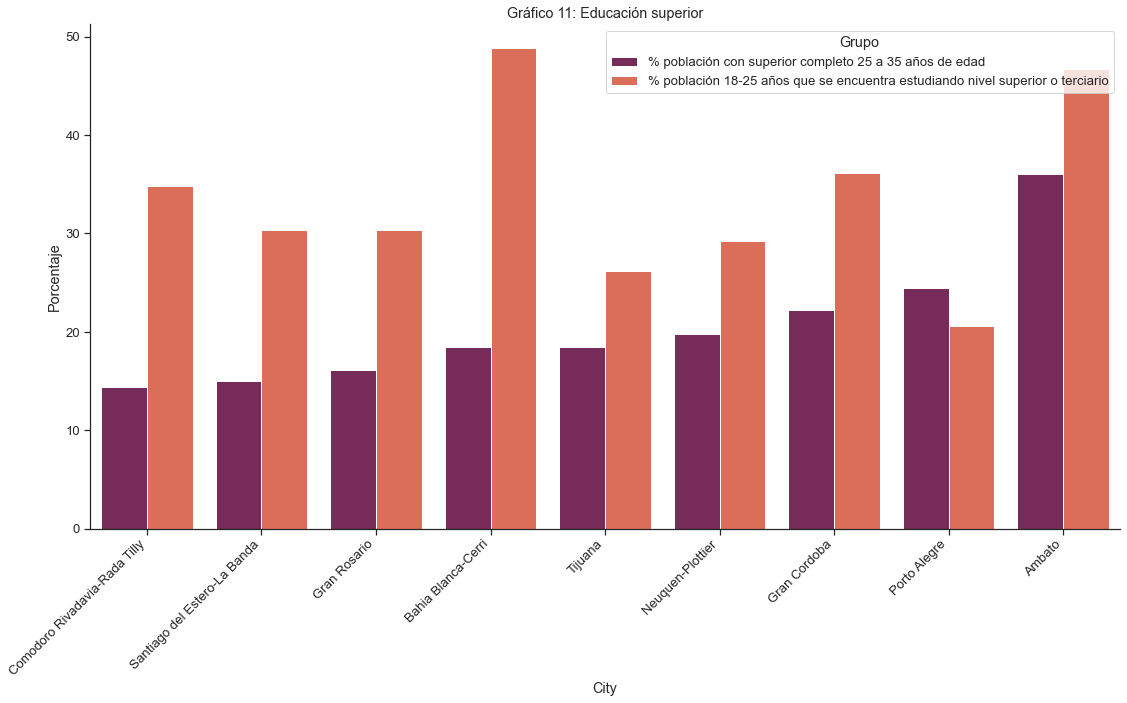 Gráfico 11: Educación superior
Grupo
% población con superior completo 25 a 35 años de edad
% población 18-25 años que se encuentra estudiando nivel superior o terciario
Porcentaje
50
40
30
20
10
0
Comodoro Rivadavia-Rada Tilly
Santiago del Estero-La Banda
Gran Rosario
Bahia Blanca-Cerri
Tijuana
Neuquen-Plottier
Gran Cordoba
Porto Alegre
Ambato
City